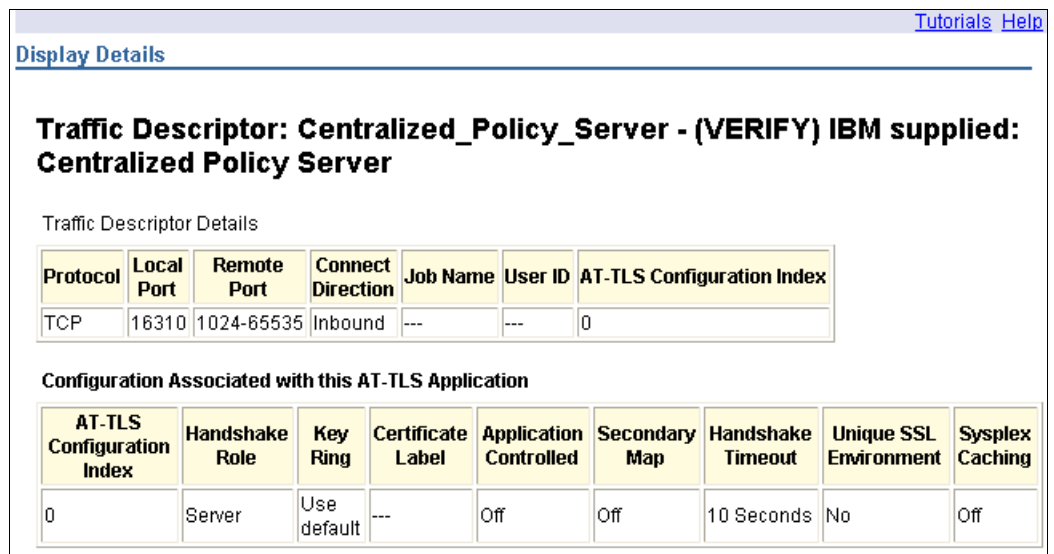 Tutorials Help
Display Details
Traffic Descriptor: Centralized_Policy_Server - (VERIFY) IBM supplied:
Centralized Policy Server
Traffic Descriptor Details
Protocol Local Port Remote Port Connect Direction Job Name User ID AT-TLS Configuration Index
TCP 16310 1024-65535 Inbound --- --- 0
Configuration Associated with this AT-TLS Application
AT-TLS Configuration Index Handshake Role Key Ring Certificate Label Application Controlled Secondary Map Handshake Timeout Unique SSL Environment Sysplex Caching
0 Server Use default --- Off Off 10 Seconds No Off